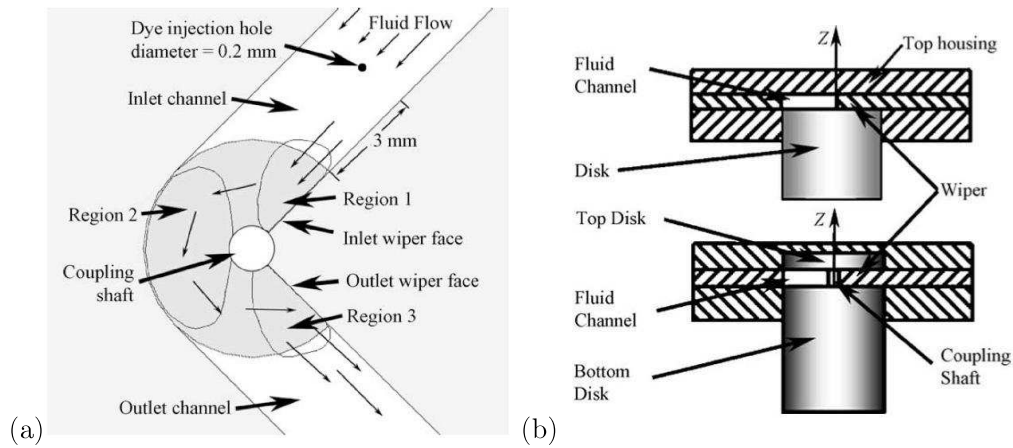 Dye injection hole
diameter = 0.2 mm
Fluid Flow
Inlet channel
3 mm
Region 1
Region 2
Inlet wiper face
Coupling
shaft
Outlet wiper face
Region 3
Outlet channel
(a)
Z
Top housing
Fluid
Channel
Disk
Wiper
Top Disk
Z
Fluid
Channel
Bottom
Disk
Coupling
Shaft
(b)